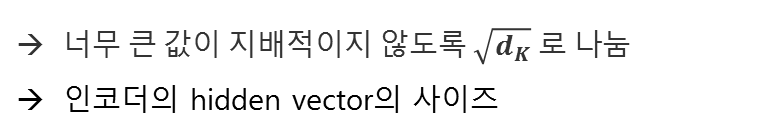 → 너무 큰 값이 지배적이지 않도록 √d_K 로 나눔
→ 인코더의 hidden vector의 사이즈